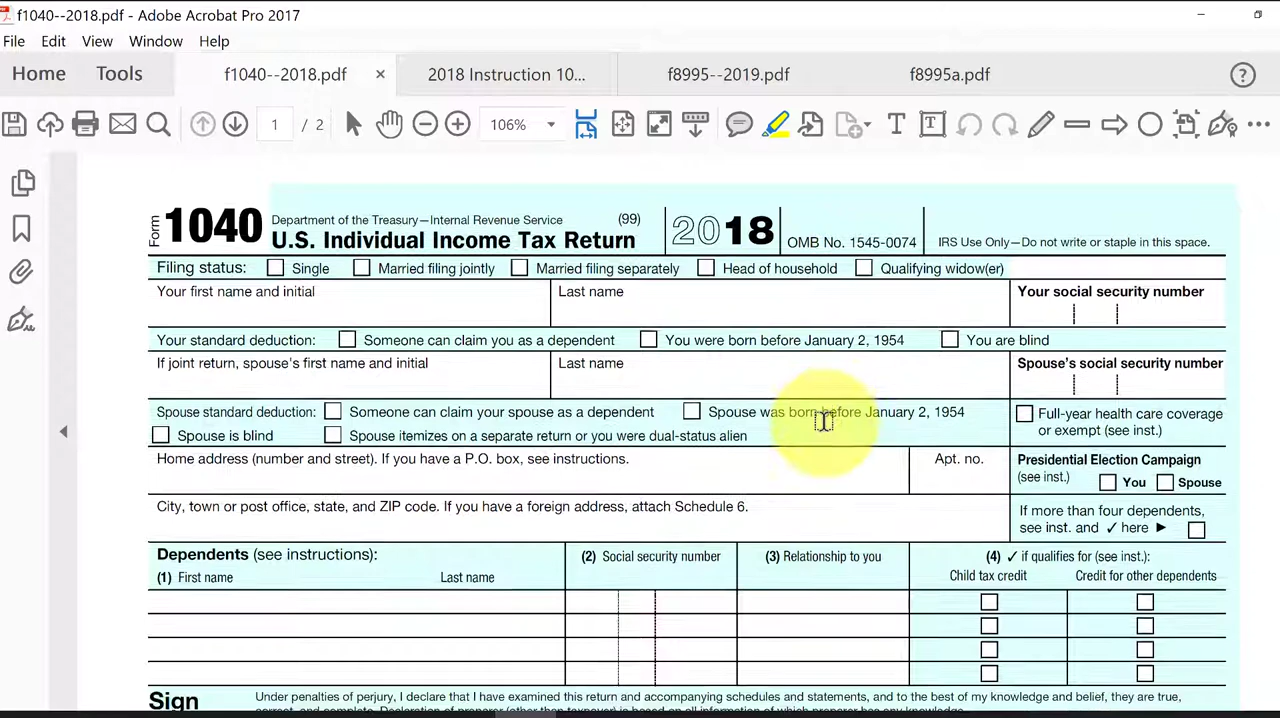 f1040--2018.pdf - Adobe Acrobat Pro 2017
File Edit View Window Help
Home Tools f1040--2018.pdf × 2018 Instruction 10... f8995--2019.pdf f8995a.pdf ?
1 / 2 106% T T
Form 1040 Department of the Treasury—Internal Revenue Service (99)
U.S. Individual Income Tax Return 2018 OMB No. 1545-0074 IRS Use Only—Do not write or staple in this space.
Filing status: Single Married filing jointly Married filing separately Head of household Qualifying widow(er)
Your first name and initial Last name Your social security number
Your standard deduction: Someone can claim you as a dependent You were born before January 2, 1954 You are blind
If joint return, spouse's first name and initial Last name Spouse's social security number
Spouse standard deduction: Someone can claim your spouse as a dependent Spouse was born before January 2, 1954 Full-year health care coverage
Spouse is blind Spouse itemizes on a separate return or you were dual-status alien or exempt (see inst.)
Home address (number and street). If you have a P.O. box, see instructions. Apt. no. Presidential Election Campaign
(see inst.) You Spouse
City, town or post office, state, and ZIP code. If you have a foreign address, attach Schedule 6. If more than four dependents,
see inst. and ✓ here ►
Dependents (see instructions): (2) Social security number (3) Relationship to you (4) ✓ if qualifies for (see inst.):
(1) First name Last name Child tax credit Credit for other dependents
Sign Under penalties of perjury, I declare that I have examined this return and accompanying schedules and statements, and to the best of my knowledge and belief, they are true,